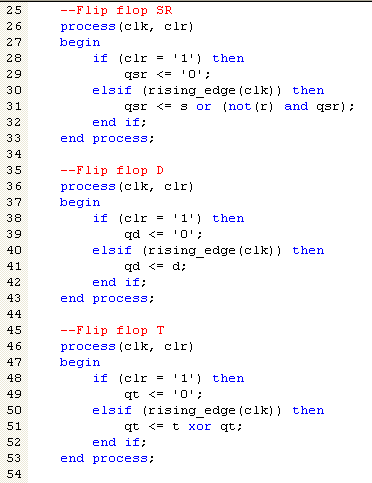 25 --Flip flop SR
26 process(clk, clr)
27 begin
28 if (clr = '1') then
29 qsr <= '0';
30 elsif (rising_edge(clk)) then
31 qsr <= s or (not(r) and qsr);
32 end if;
33 end process;
34
35 --Flip flop D
36 process(clk, clr)
37 begin
38 if (clr = '1') then
39 qd <= '0';
40 elsif (rising_edge(clk)) then
41 qd <= d;
42 end if;
43 end process;
44
45 --Flip flop T
46 process(clk, clr)
47 begin
48 if (clr = '1') then
49 qt <= '0';
50 elsif (rising_edge(clk)) then
51 qt <= t xor qt;
52 end if;
53 end process;
54